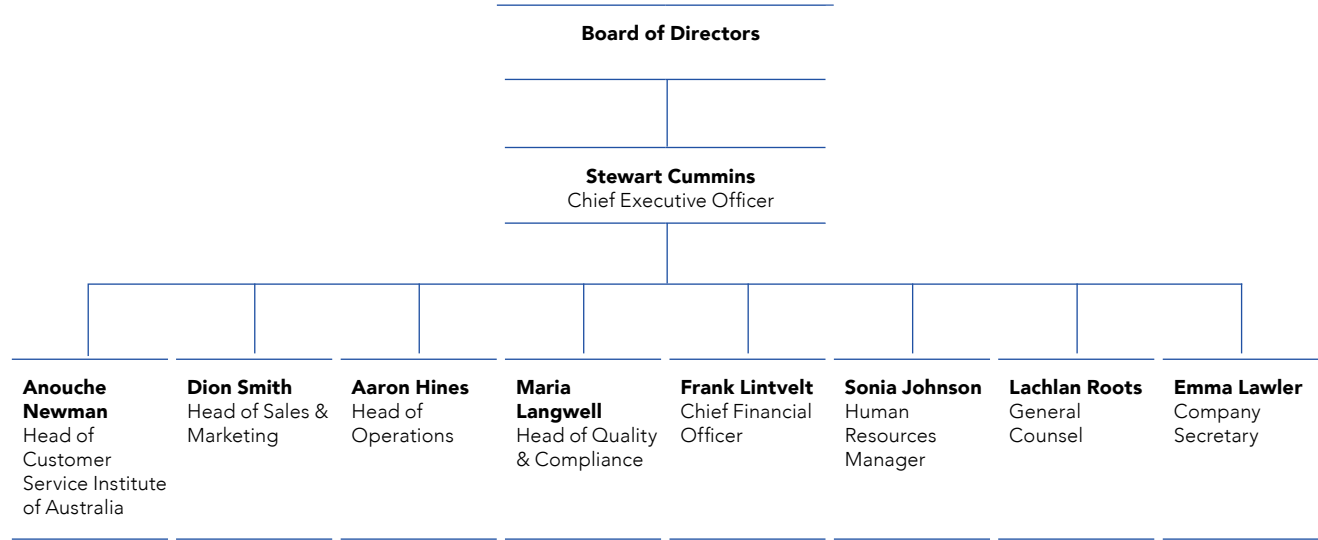 Board of Directors
Stewart Cummins
Chief Executive Officer
Anouche
Newman
Head of
Customer
Service Institute
of Australia
Dion Smith
Head of Sales &
Marketing
Aaron Hines
Head of
Operations
Maria
Langwell
Head of Quality
& Compliance
Frank Lintvelt
Chief Financial
Officer
Sonia Johnson
Human
Resources
Manager
Lachlan Roots
General
Counsel
Emma Lawler
Company
Secretary